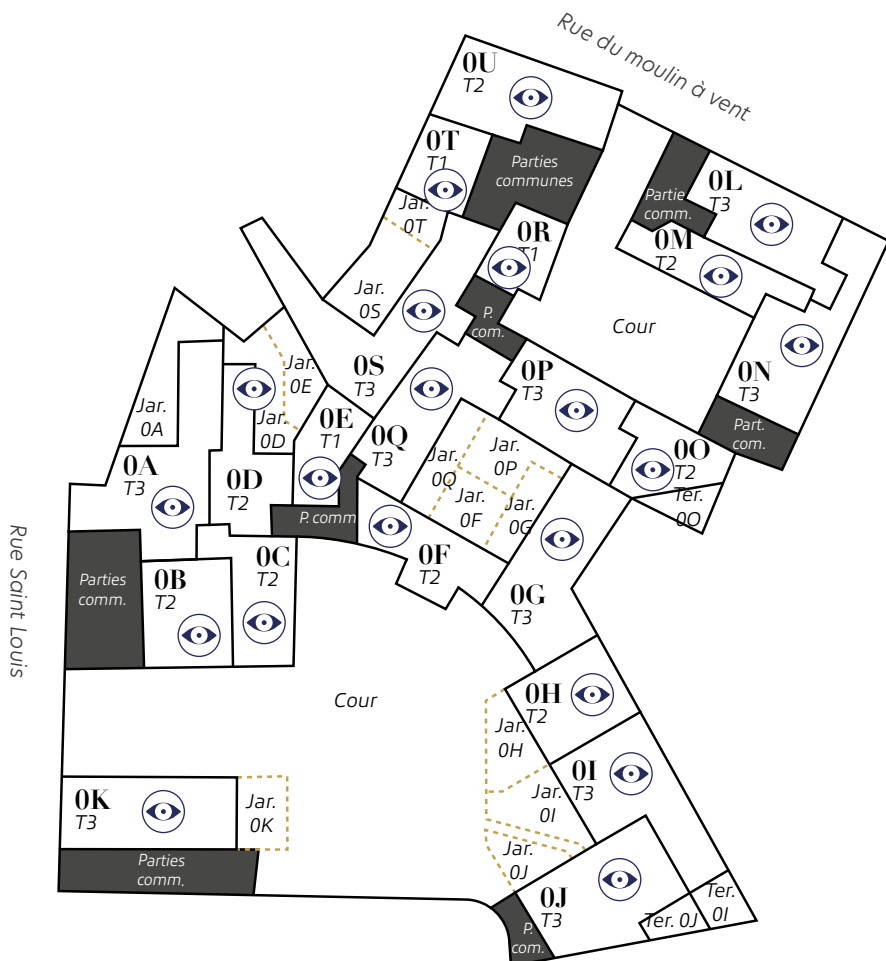 Rue du moulin à vent
0U
T2
0T
T1
Parties
communes
Jar.
0T
0R
T1
Partie
comm.
0L
T3
0M
T2
Jar.
0S
P.
com.
Cour
0S
T3
0P
T3
0N
T3
Part.
com.
Jar.
0E
Jar.
0D
Jar.
0A
0E
T1
0Q
T3
Jar.
0Q
Jar.
0P
Jar.
0F
Jar.
0G
0O
T2
Ter.
0O
0A
T3
0D
T2
P. comm
0F
T2
0C
T2
0B
T2
Parties
comm.
0G
T3
Rue Saint Louis
Cour
0H
T2
Jar.
0H
0I
T3
Jar.
0I
0K
T3
Jar.
0K
Parties
comm.
Jar.
0J
0J
T3
P.
com.
Ter. 0J
Ter.
0I